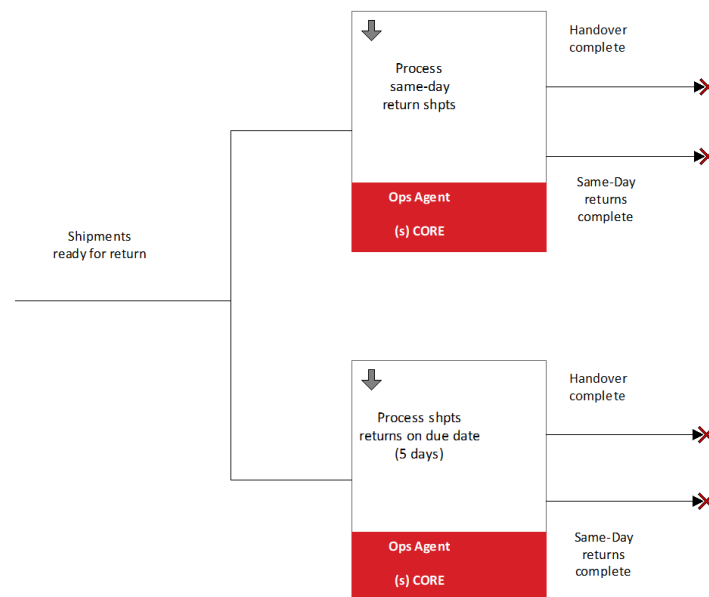 Handover
complete
Process
same-day
return shpts
Same-Day
returns
complete
Ops Agent
(s) CORE
Shipments
ready for return
Handover
complete
Process shpts
returns on due date
(5 days)
Same-Day
returns
complete
Ops Agent
(s) CORE